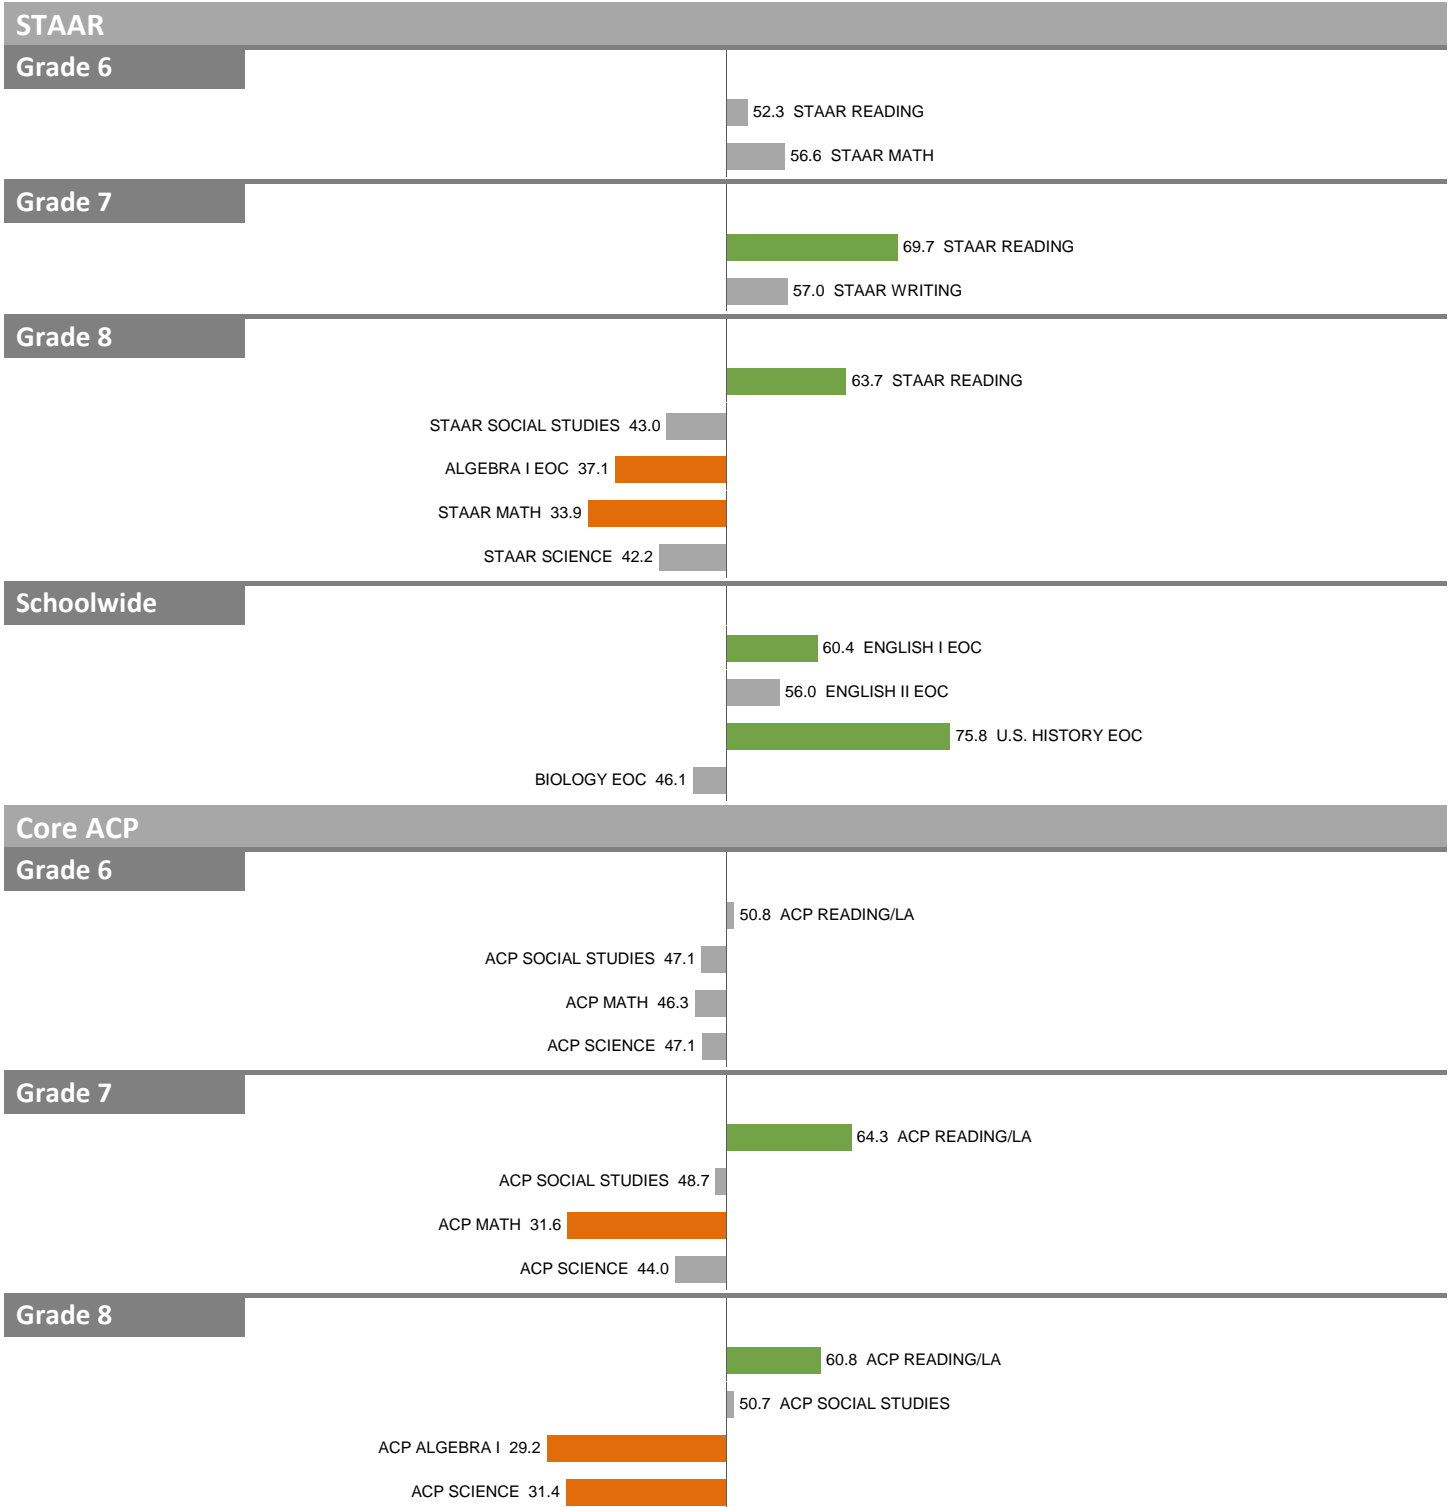 STAAR
Grade 6
52.3 STAAR READING
56.6 STAAR MATH
Grade 7
69.7 STAAR READING
57.0 STAAR WRITING
Grade 8
63.7 STAAR READING
STAAR SOCIAL STUDIES 43.0
ALGEBRA I EOC 37.1
STAAR MATH 33.9
STAAR SCIENCE 42.2
Schoolwide
60.4 ENGLISH I EOC
56.0 ENGLISH II EOC
75.8 U.S. HISTORY EOC
BIOLOGY EOC 46.1
Core ACP
Grade 6
50.8 ACP READING/LA
ACP SOCIAL STUDIES 47.1
ACP MATH 46.3
ACP SCIENCE 47.1
Grade 7
64.3 ACP READING/LA
ACP SOCIAL STUDIES 48.7
ACP MATH 31.6
ACP SCIENCE 44.0
Grade 8
60.8 ACP READING/LA
50.7 ACP SOCIAL STUDIES
ACP ALGEBRA I 29.2
ACP SCIENCE 31.4